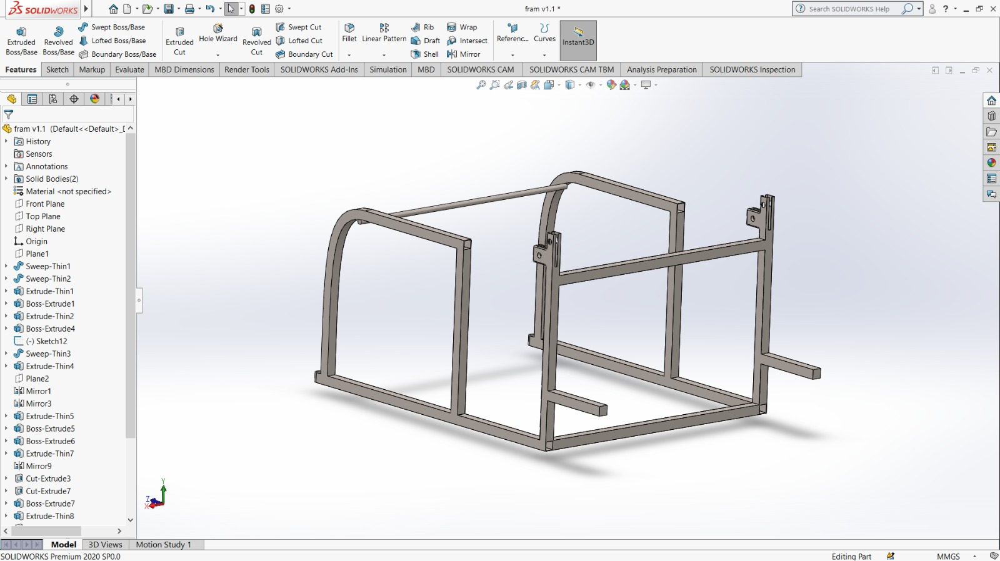 SOLIDWORKS
fram v1.1 *
Search SOLIDWORKS Help
?
Extruded Boss/Base
Revolved Boss/Base
Swept Boss/Base
Lofted Boss/Base
Boundary Boss/Base
Extruded Cut
Hole Wizard
Revolved Cut
Swept Cut
Lofted Cut
Boundary Cut
Fillet
Linear Pattern
Rib
Draft
Shell
Wrap
Intersect
Mirror
Referenc...
Curves
Instant3D
Features
Sketch
Markup
Evaluate
MBD Dimensions
Render Tools
SOLIDWORKS Add-Ins
Simulation
MBD
SOLIDWORKS CAM
SOLIDWORKS CAM TBM
Analysis Preparation
SOLIDWORKS Inspection
fram v1.1 (Default<<Default>_
History
Sensors
Annotations
Solid Bodies(2)
Material <not specified>
Front Plane
Top Plane
Right Plane
Origin
Plane1
Sweep-Thin1
Sweep-Thin2
Extrude-Thin1
Boss-Extrude1
Extrude-Thin2
Boss-Extrude4
(-) Sketch12
Sweep-Thin3
Extrude-Thin4
Plane2
Mirror1
Mirror3
Extrude-Thin5
Boss-Extrude5
Boss-Extrude6
Extrude-Thin7
Mirror9
Cut-Extrude3
Cut-Extrude7
Boss-Extrude7
Extrude-Thin8
Y
Z
X
Model
3D Views
Motion Study 1
SOLIDWORKS Premium 2020 SP0.0
Editing Part
MMGS